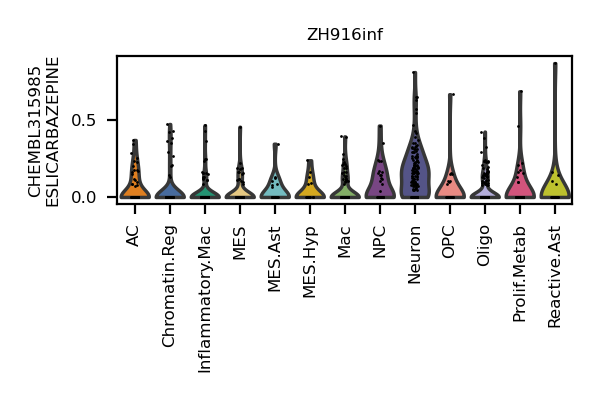 ZH916inf
CHEMBL315985
ESLICARBAZEPINE
0.5
0.0
AC
Chromatin.Reg
Inflammatory.Mac
MES
MES.Ast
MES.Hyp
Mac
NPC
Neuron
OPC
Oligo
Prolif.Metab
Reactive.Ast